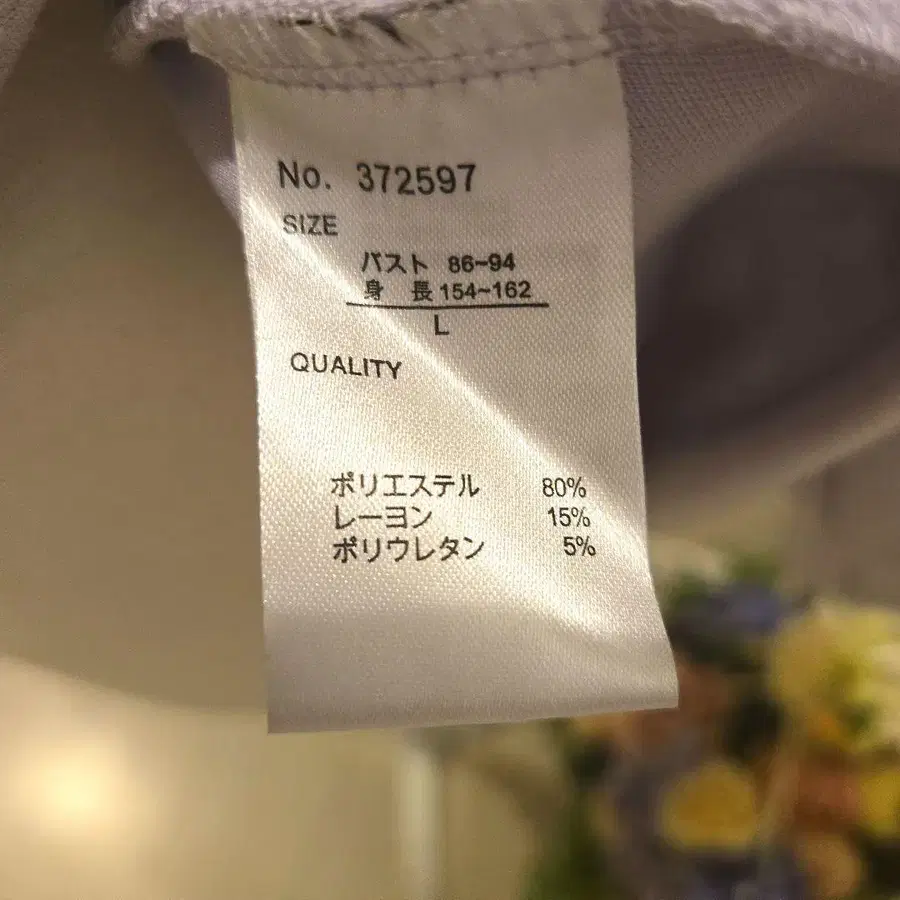 No. 372597
SIZE
バスト 86~94
身 長 154~162
L
QUALITY
ポリエステル 80%
レーヨン 15%
ポリウレタン 5%